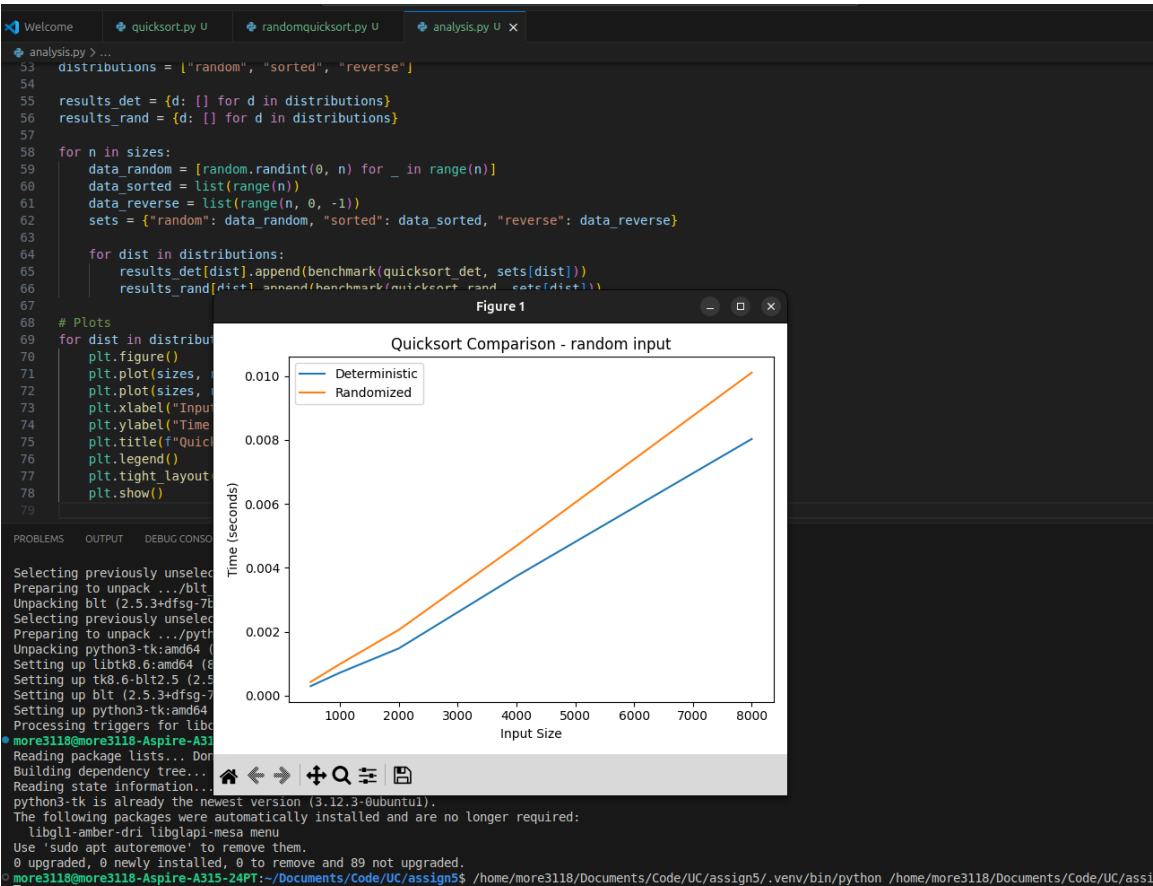 Welcome quicksort.py U randomquicksort.py U analysis.py U
analysis.py > ...
53 distributions = ["random", "sorted", "reverse"]
54
55 results_det = {d: [] for d in distributions}
56 results_rand = {d: [] for d in distributions}
57
58 for n in sizes:
59 data_random = [random.randint(0, n) for _ in range(n)]
60 data_sorted = list(range(n))
61 data_reverse = list(range(n, 0, -1))
62 sets = {"random": data_random, "sorted": data_sorted, "reverse": data_reverse}
63
64 for dist in distributions:
65 results_det[dist].append(benchmark(quicksort_det, sets[dist]))
66 results_rand[dist].append(benchmark(quicksort_rand, sets[dist]))
67
68 # Plots
69 for dist in distribut
70 plt.figure()
71 plt.plot(sizes,
72 plt.plot(sizes,
73 plt.xlabel("Input
74 plt.ylabel("Time
75 plt.title(f"Quick
76 plt.legend()
77 plt.tight_layout(
78 plt.show()
79
Figure 1
Quicksort Comparison - random input
Deterministic
Randomized
0.010
0.008
0.006
0.004
0.002
0.000
Time (seconds)
1000 2000 3000 4000 5000 6000 7000 8000
Input Size
PROBLEMS OUTPUT DEBUG CONSO
Selecting previously unselec
Preparing to unpack .../blt_
Unpacking blt (2.5.3+dfsg-7b
Selecting previously unselec
Preparing to unpack .../pyth
Unpacking python3-tk:amd64 (
Setting up libtk8.6:amd64 (8
Setting up tk8.6-blt2.5 (2.5
Setting up blt (2.5.3+dfsg-7
Setting up python3-tk:amd64
Processing triggers for libc
more3118@more3118-Aspire-A31
Reading package lists... Don
Building dependency tree...
Reading state information...
python3-tk is already the newest version (3.12.3-0ubuntu1).
The following packages were automatically installed and are no longer required:
libgl1-amber-dri libglapi-mesa menu
Use 'sudo apt autoremove' to remove them.
0 upgraded, 0 newly installed, 0 to remove and 89 not upgraded.
more3118@more3118-Aspire-A315-24PT:~/Documents/Code/UC/assign5$ /home/more3118/Documents/Code/UC/assign5/.venv/bin/python /home/more3118/Documents/Code/UC/assi